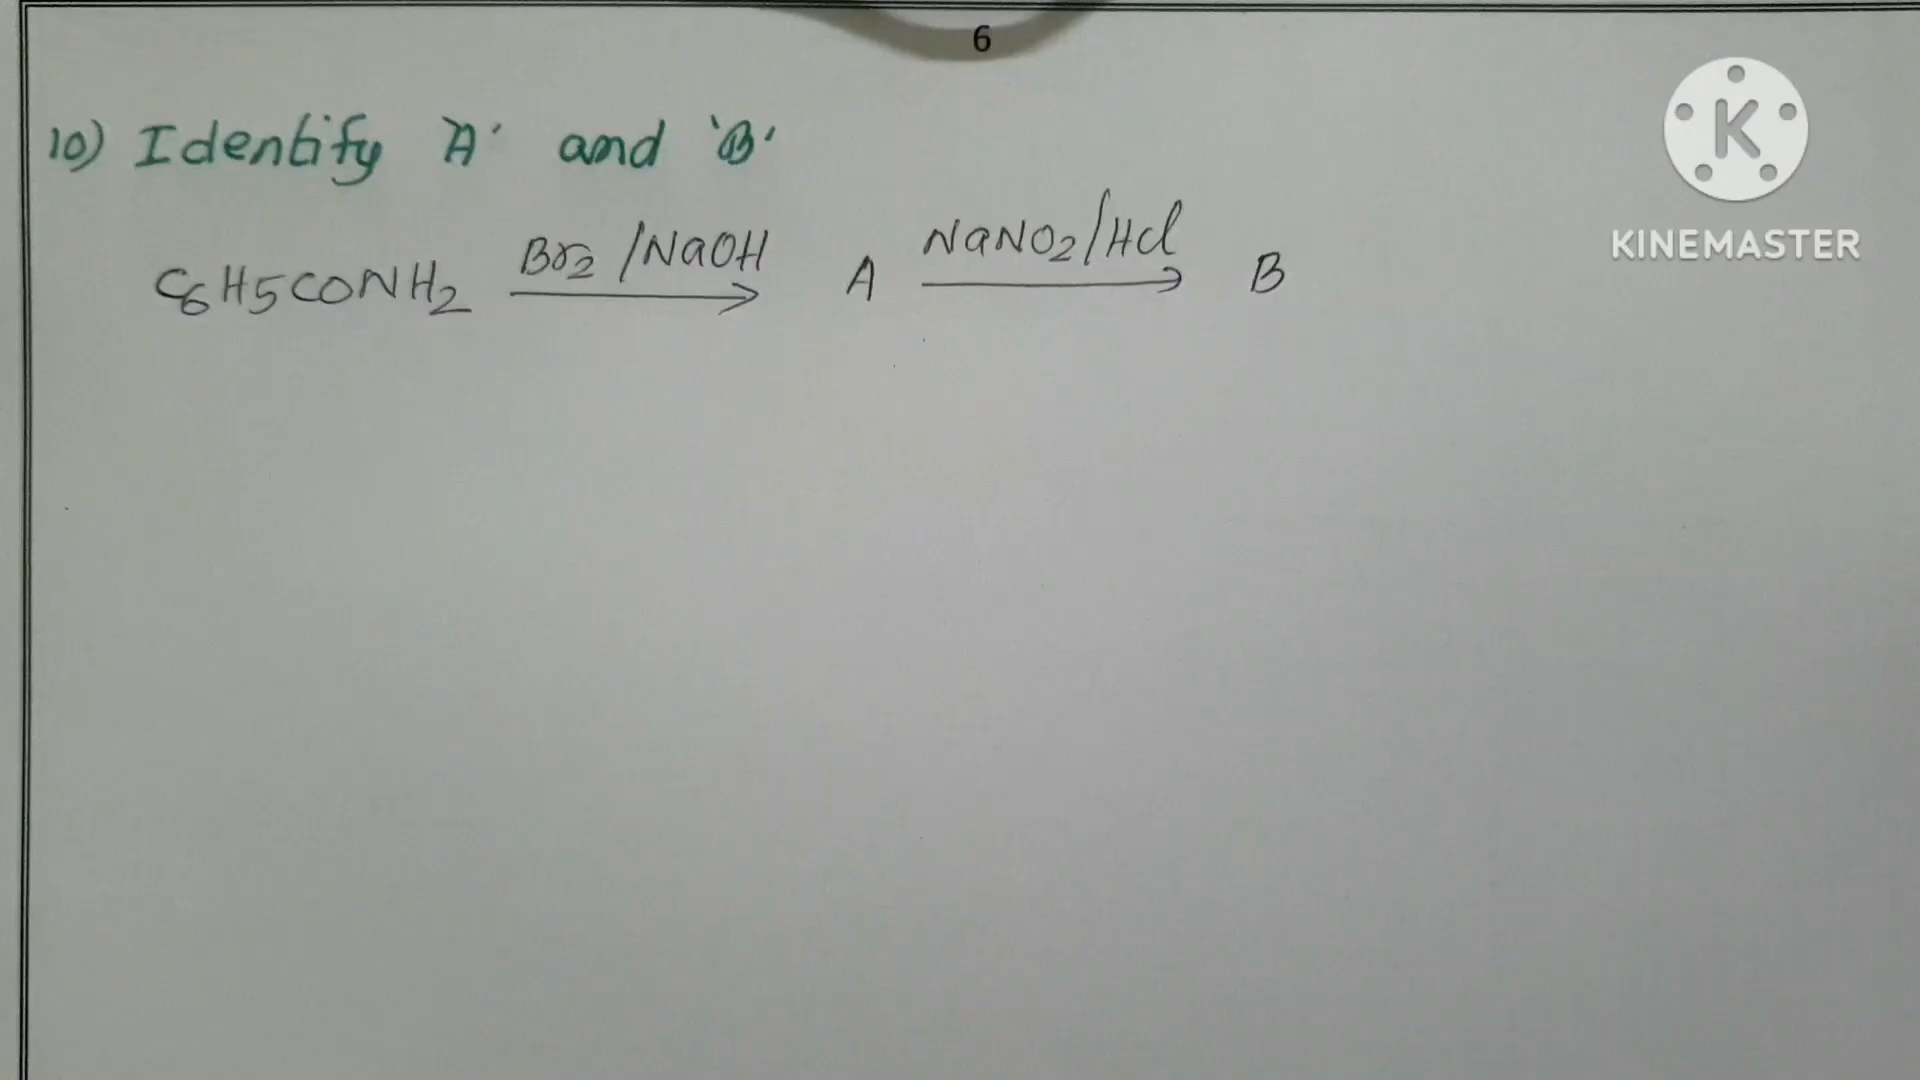 6
10) Identify 'A' and 'B'
C6H5CONH2 Br2/NaOH A NaNO2/HCl B
KINEMASTER